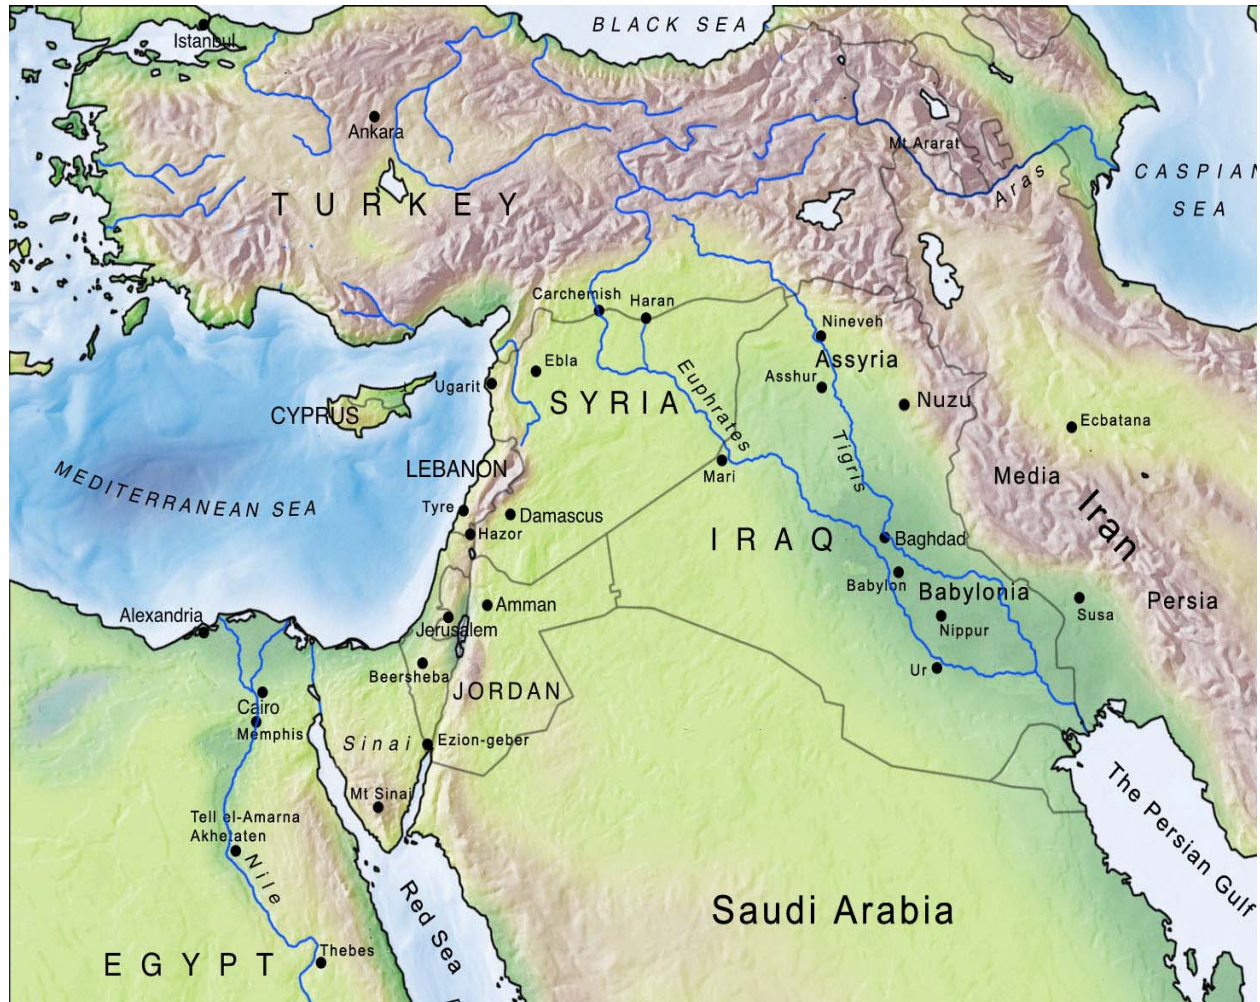 BLACK SEA
Istanbul
Ankara
Mt Ararat
Aras
CASPIAN
SEA
TURKEY
Carchemish
Haran
Nineveh
Assyria
Ebla
Asshur
Ugarit
SYRIA
Euphrates
Nuzu
CYPRUS
Ecbatana
Tigris
LEBANON
Mari
Media
MEDITERRANEAN SEA
Tyre
Damascus
Iran
Hazor
IRAQ
Baghdad
Babylon
Babylonia
Persia
Alexandria
Amman
Susa
Jerusalem
Nippur
Beersheba
Ur
JORDAN
Cairo
Memphis
Sinai
Ezion-geber
Mt Sinai
The Persian Gulf
Tell el-Amarna
Akhetaten
Nile
Red Sea
Saudi Arabia
Thebes
EGYPT